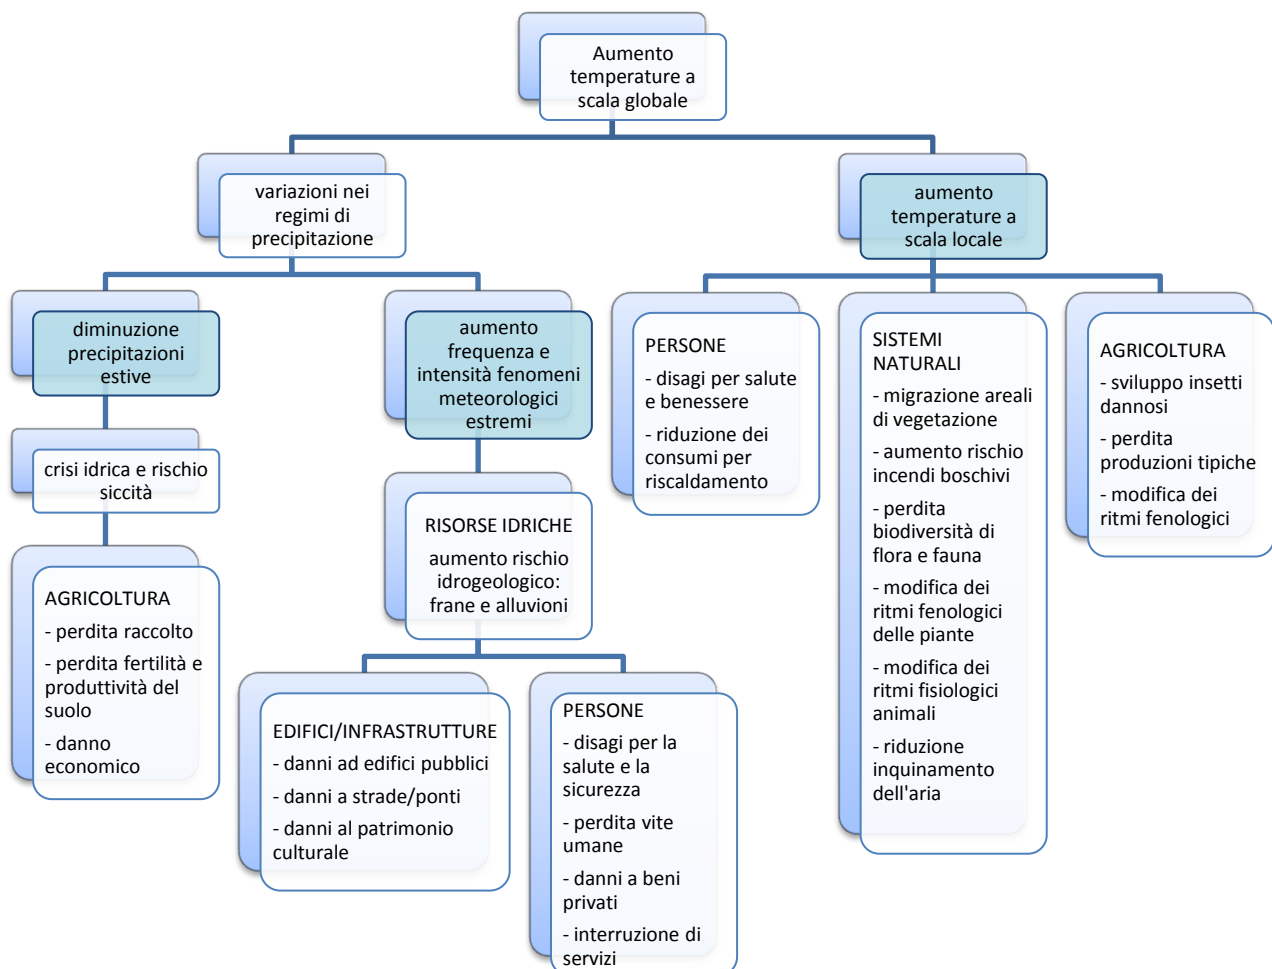 Aumento
temperature a
scala globale
variazioni nei
regimi di
precipitazione
aumento
temperature a
scala locale
diminuzione
precipitazioni
estive
aumento
frequenza e
intensità fenomeni
meteorologici
estremi
PERSONE
- disagi per salute
e benessere
- riduzione dei
consumi per
riscaldamento
SISTEMI
NATURALI
- migrazione areali
di vegetazione
- aumento rischio
incendi boschivi
- perdita
biodiversità di
flora e fauna
- modifica dei
ritmi fenologici
delle piante
- modifica dei
ritmi fisiologici
animali
- riduzione
inquinamento
dell'aria
AGRICOLTURA
- sviluppo insetti
dannosi
- perdita
produzioni tipiche
- modifica dei
ritmi fenologici
crisi idrica e rischio
siccità
RISORSE IDRICHE
aumento rischio
idrogeologico:
frane e alluvioni
AGRICOLTURA
- perdita raccolto
- perdita fertilità e
produttività del
suolo
- danno
economico
EDIFICI/INFRASTRUTTURE
- danni ad edifici pubblici
- danni a strade/ponti
- danni al patrimonio
culturale
PERSONE
- disagi per la
salute e la
sicurezza
- perdita vite
umane
- danni a beni
privati
- interruzione di
servizi